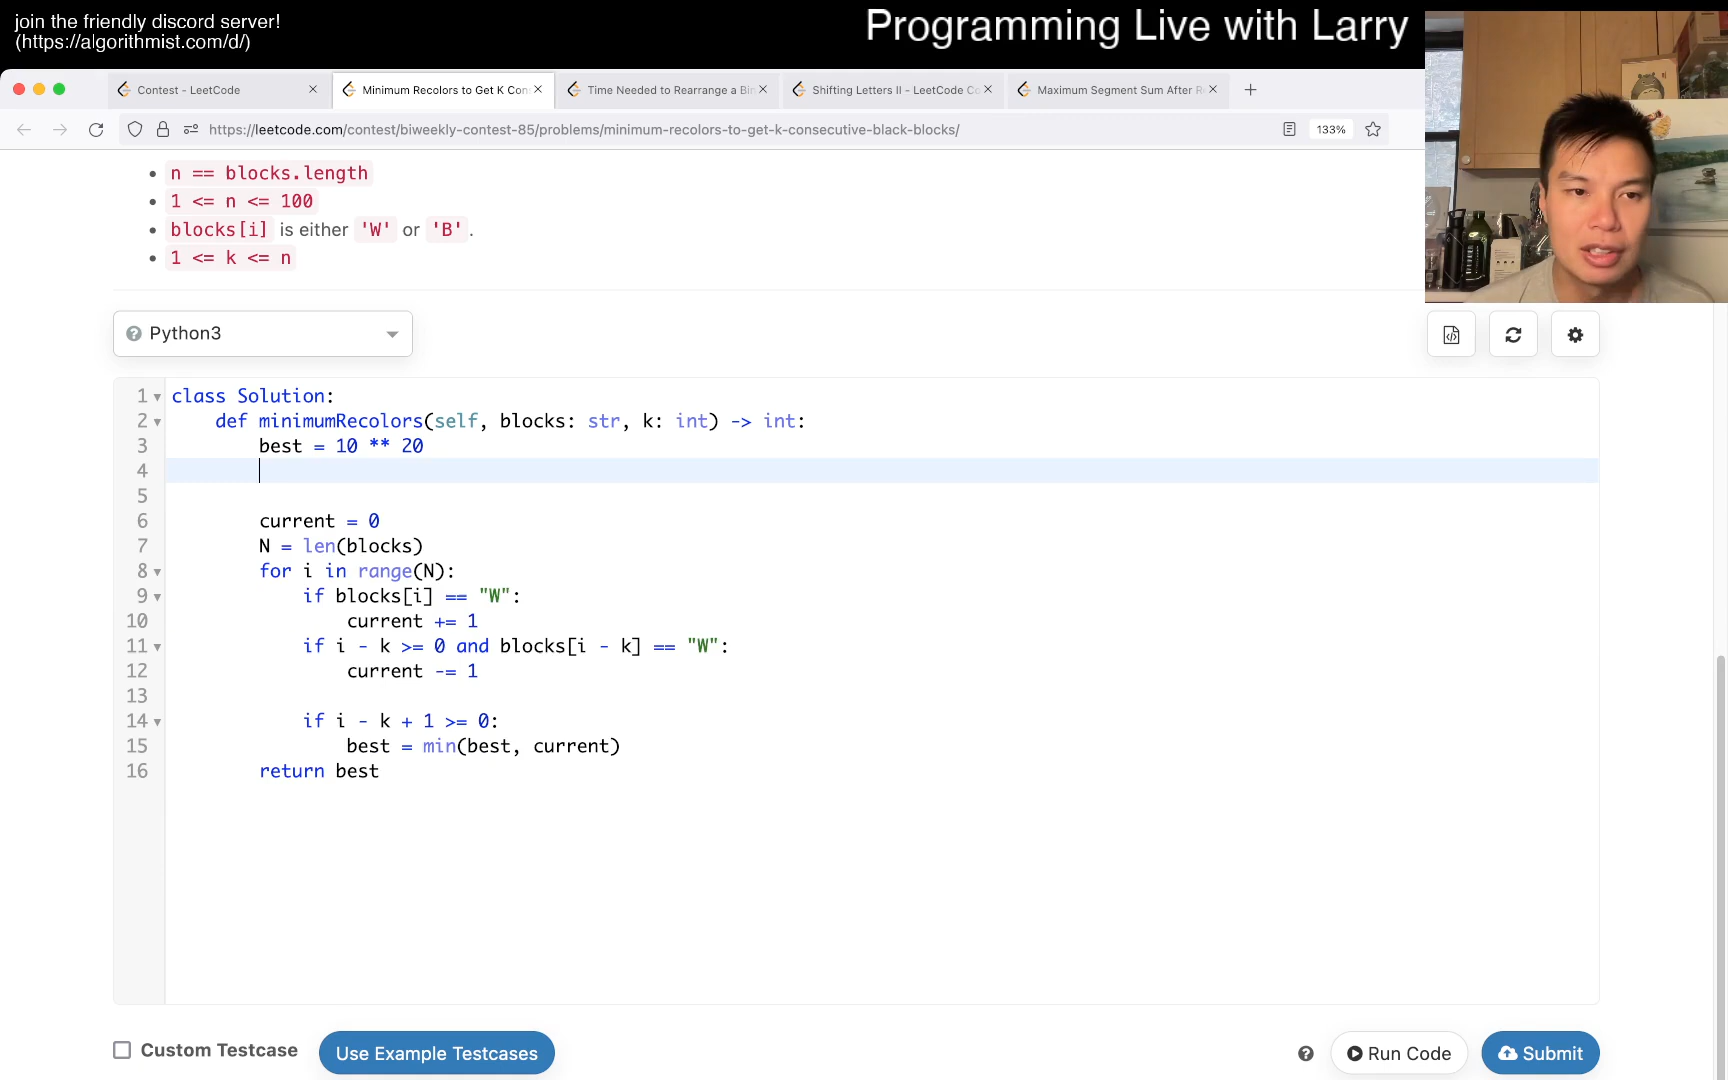 join the friendly discord server!
(https://algorithmist.com/d/)
Programming Live with Larry
Contest - LeetCode
Minimum Recolors to Get K Con
Time Needed to Rearrange a Bin
Shifting Letters II - LeetCode Co
Maximum Segment Sum After R
https://leetcode.com/contest/biweekly-contest-85/problems/minimum-recolors-to-get-k-consecutive-black-blocks/
133%
n == blocks.length
1 <= n <= 100
blocks[i] is either 'W' or 'B'.
1 <= k <= n
Python3
1 class Solution:
2 def minimumRecolors(self, blocks: str, k: int) -> int:
3 best = 10 ** 20
4
5
6 current = 0
7 N = len(blocks)
8 for i in range(N):
9 if blocks[i] == "W":
10 current += 1
11 if i - k >= 0 and blocks[i - k] == "W":
12 current -= 1
13
14 if i - k + 1 >= 0:
15 best = min(best, current)
16 return best
Custom Testcase
Use Example Testcases
Run Code
Submit